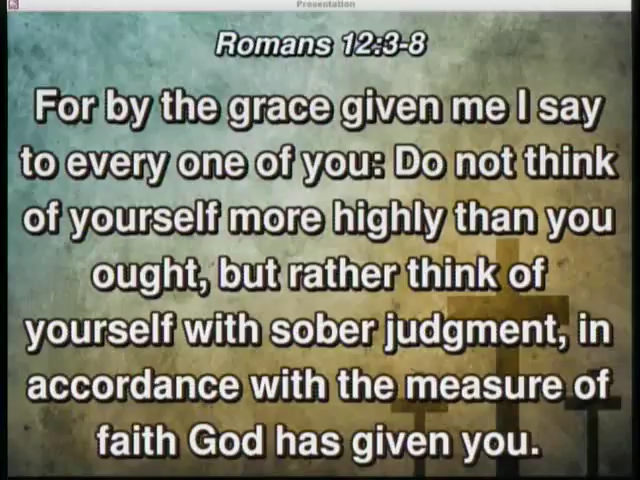 Presentation
Romans 12:3-8
For by the grace given me I say
to every one of you: Do not think
of yourself more highly than you
ought, but rather think of
yourself with sober judgment, in
accordance with the measure of
faith God has given you.